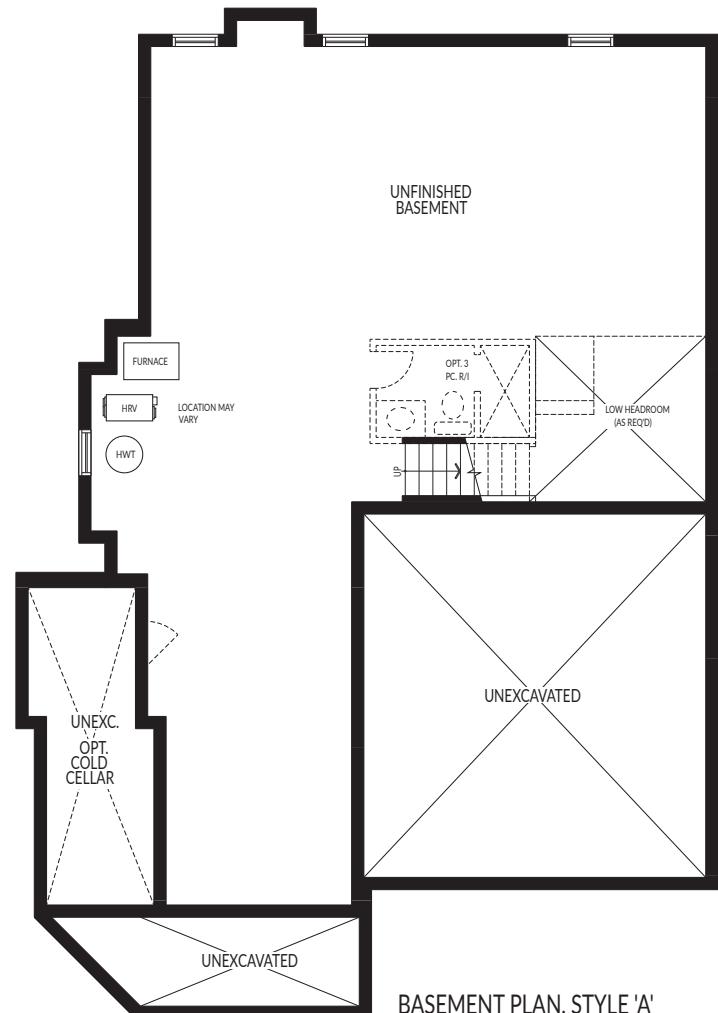 UNFINISHED
BASEMENT
FURNACE
OPT. 3
PC. R/I
HRV
LOCATION MAY
VARY
LOW HEADROOM
(AS REQ'D)
HWT
UP
UNEXCAVATED
UNEXC.
OPT.
COLD
CELLAR
UNEXCAVATED
BASEMENT PLAN, STYLE 'A'